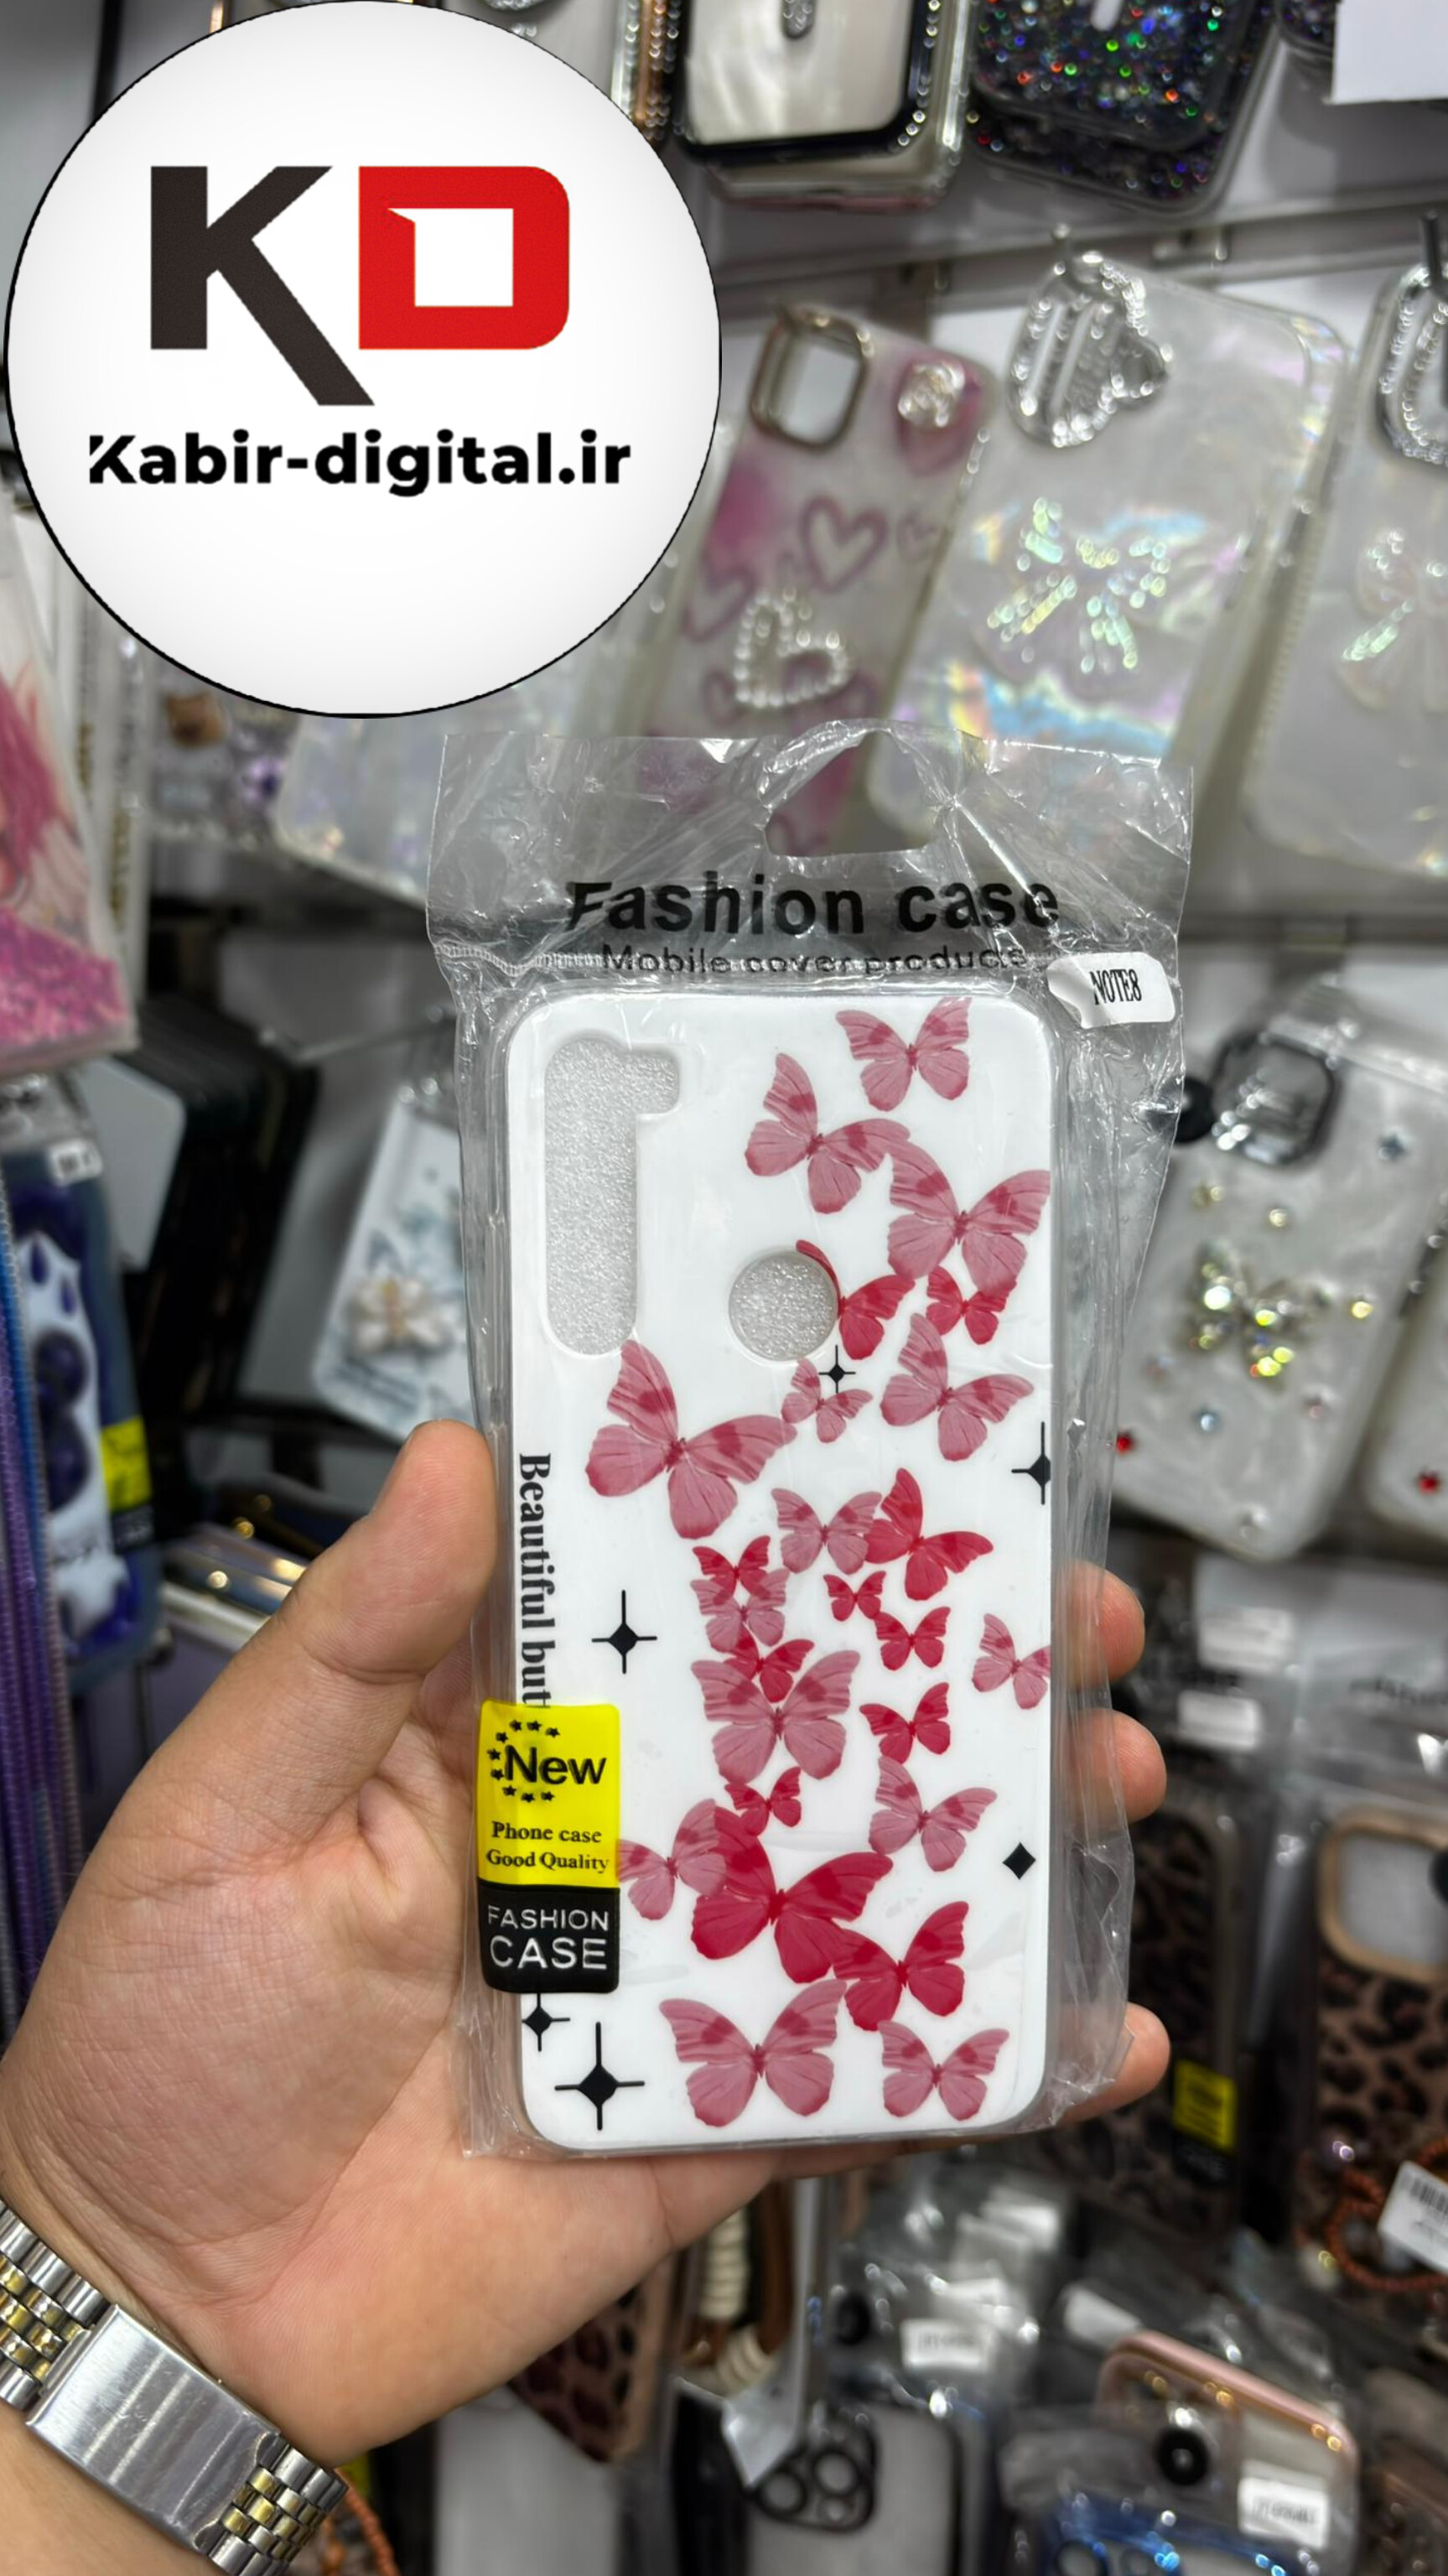 KD
Kabir-digital.ir
Fashion case
Mobile cover products
NOTE8
Beautiful but
New
Phone case
Good Quality
FASHION
CASE